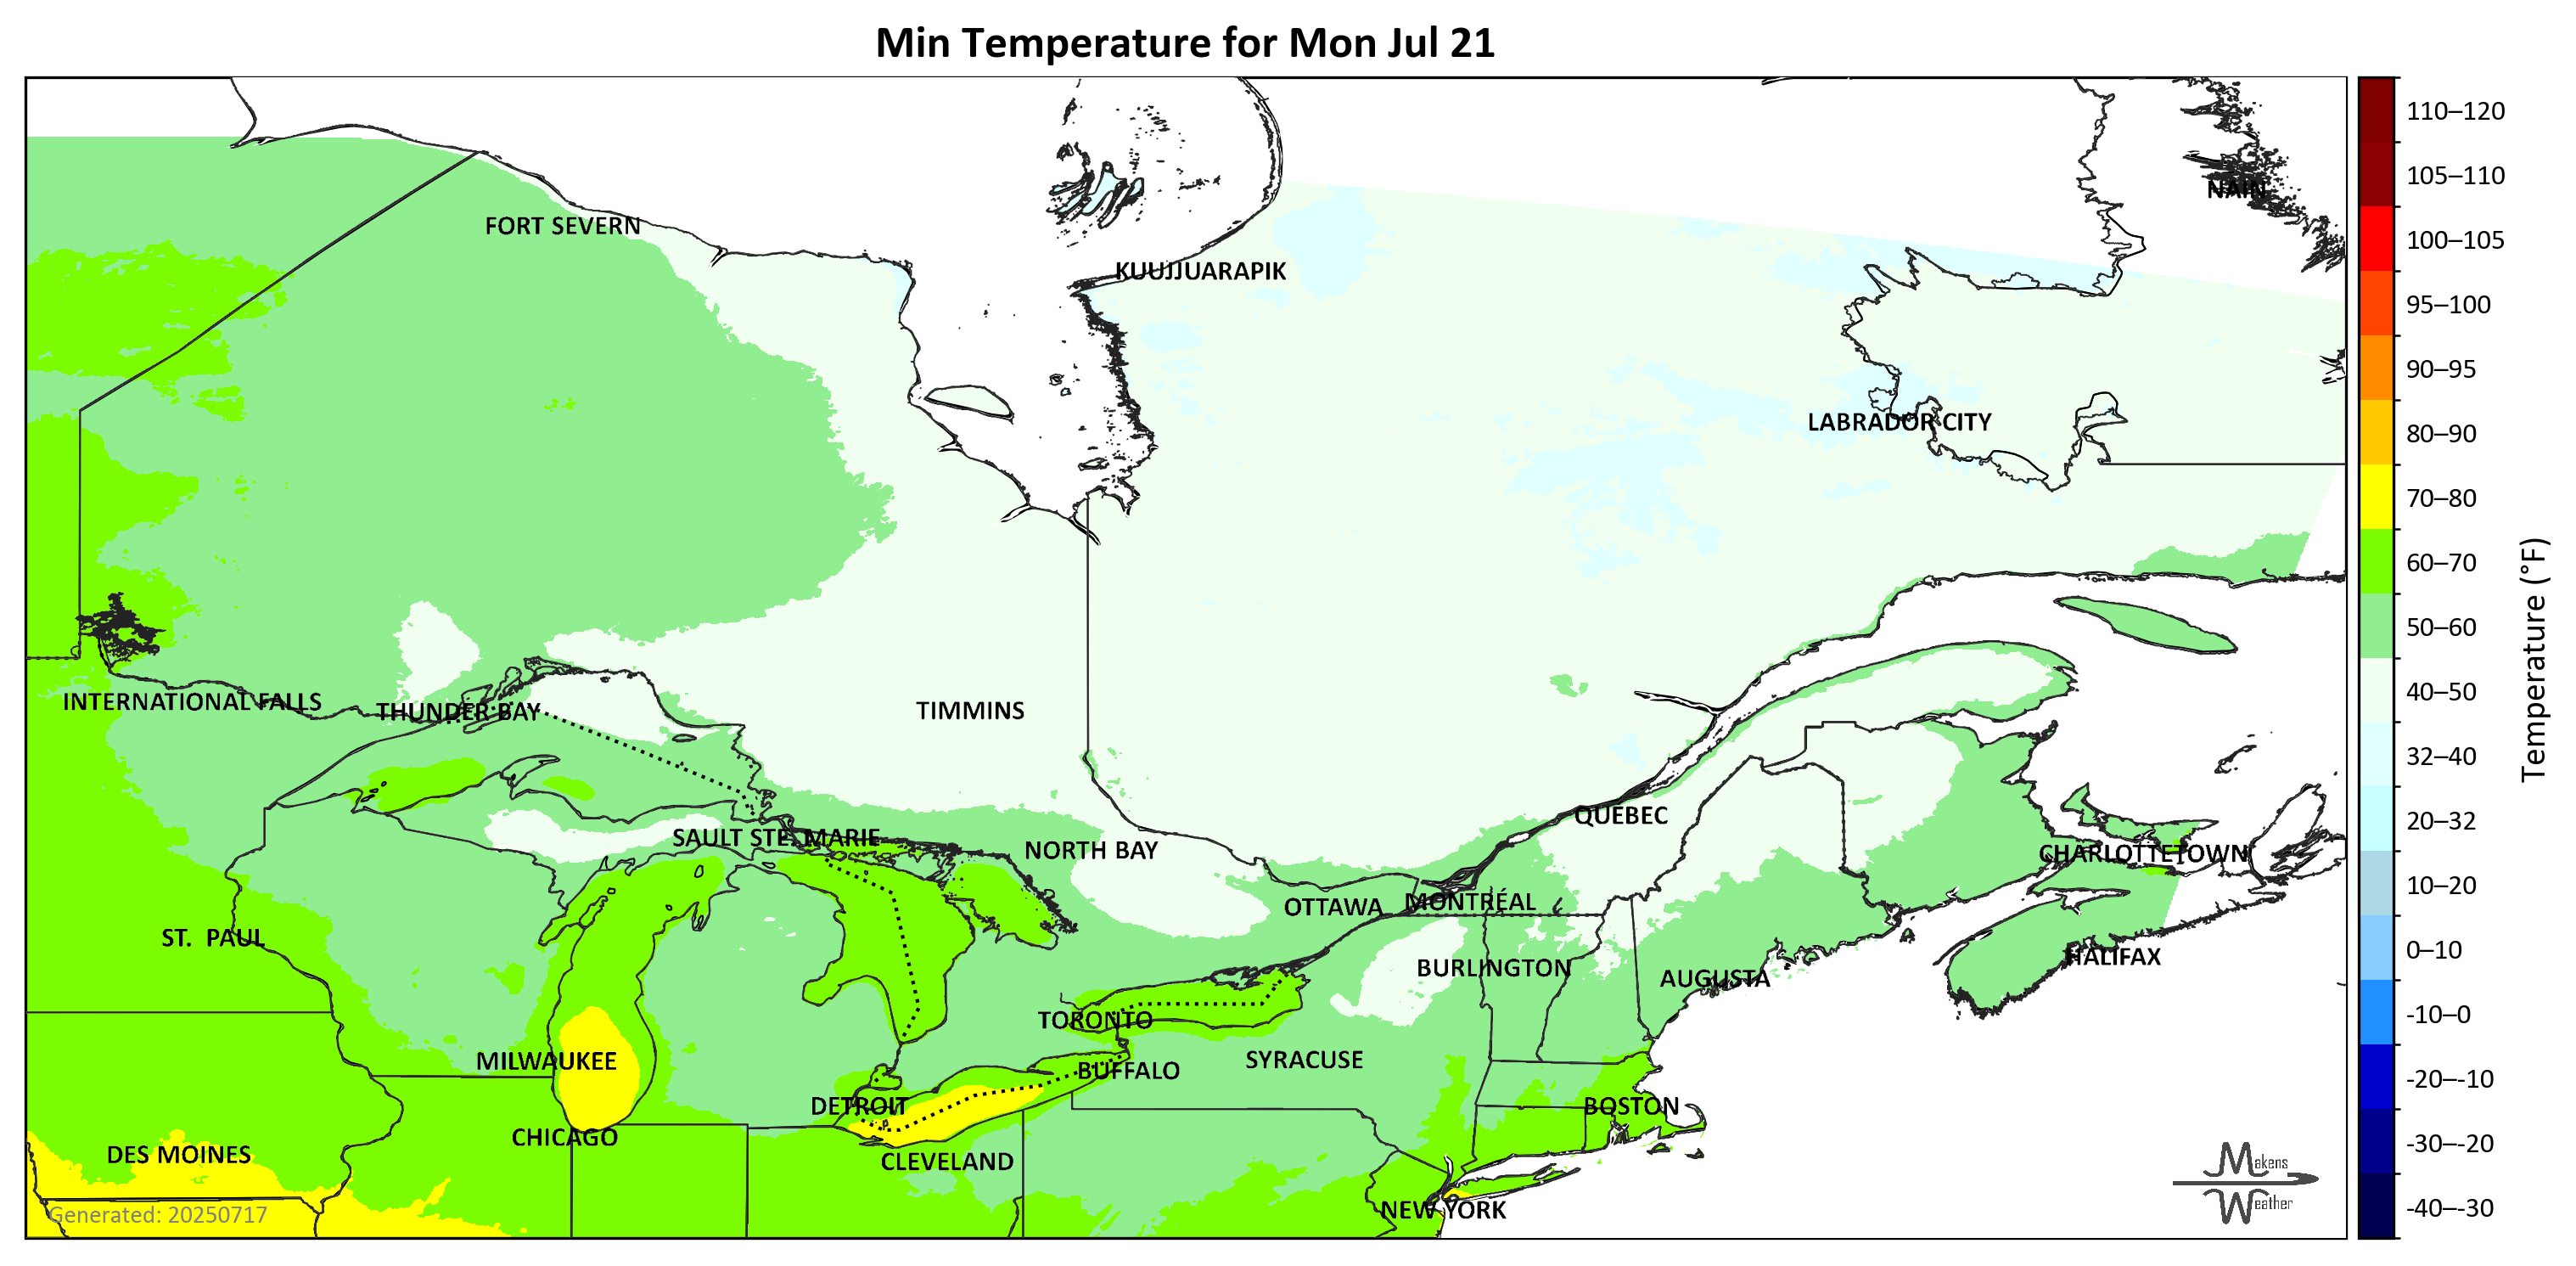 Min Temperature for Mon Jul 21
FORT SEVERN
NAIN
KUUJJUARAPIK
LABRADOR CITY
INTERNATIONAL FALLS
THUNDER BAY
TIMMINS
QUEBEC
SAULT STE. MARIE
NORTH BAY
CHARLOTTETOWN
OTTAWA
MONTRÉAL
ST. PAUL
HALIFAX
BURLINGTON
AUGUSTA
TORONTO
MILWAUKEE
SYRACUSE
BUFFALO
DETROIT
BOSTON
CHICAGO
DES MOINES
CLEVELAND
NEW YORK
Generated: 20250717
Makens
Weather
110–120
105–110
100–105
95–100
90–95
80–90
70–80
60–70
50–60
40–50
32–40
20–32
10–20
0–10
-10–0
-20–-10
-30–-20
-40–-30
Temperature (°F)